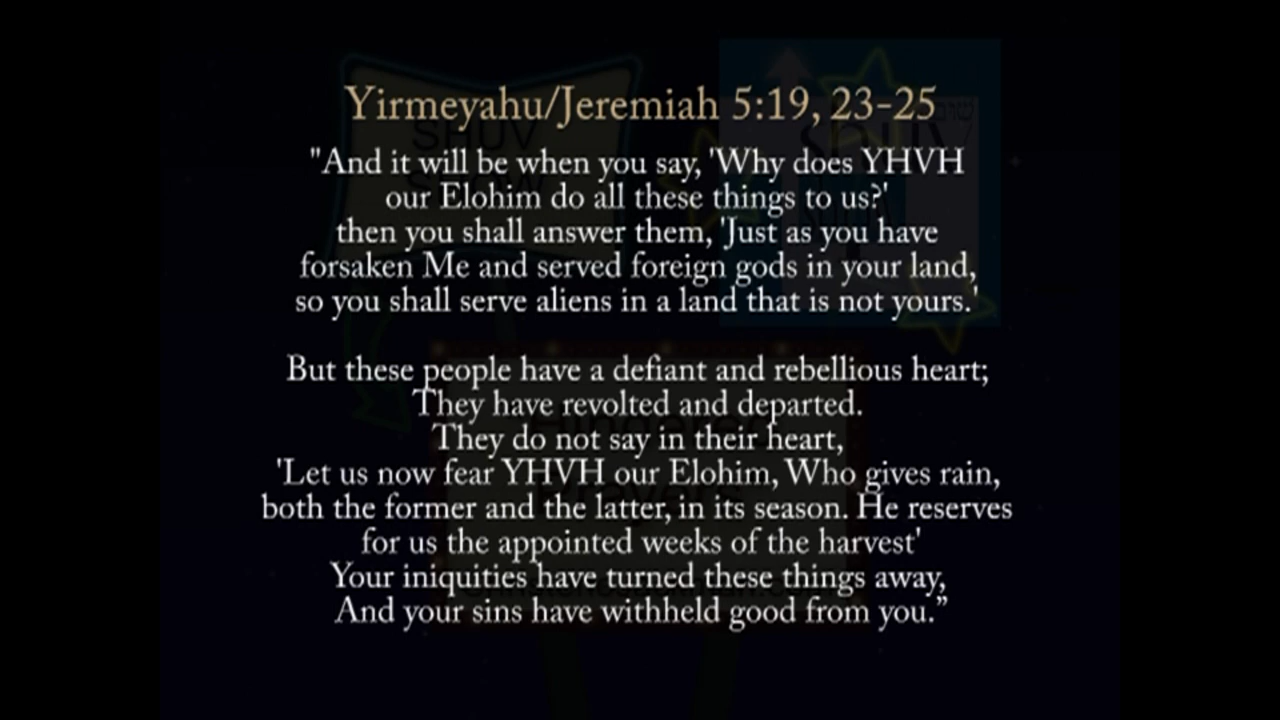 Yirmeyahu/Jeremiah 5:19, 23-25
"And it will be when you say, 'Why does YHVH
our Elohim do all these things to us?'
then you shall answer them, 'Just as you have
forsaken Me and served foreign gods in your land,
so you shall serve aliens in a land that is not yours.'
But these people have a defiant and rebellious heart;
They have revolted and departed.
They do not say in their heart,
'Let us now fear YHVH our Elohim, Who gives rain,
both the former and the latter, in its season. He reserves
for us the appointed weeks of the harvest'
Your iniquities have turned these things away,
And your sins have withheld good from you.”